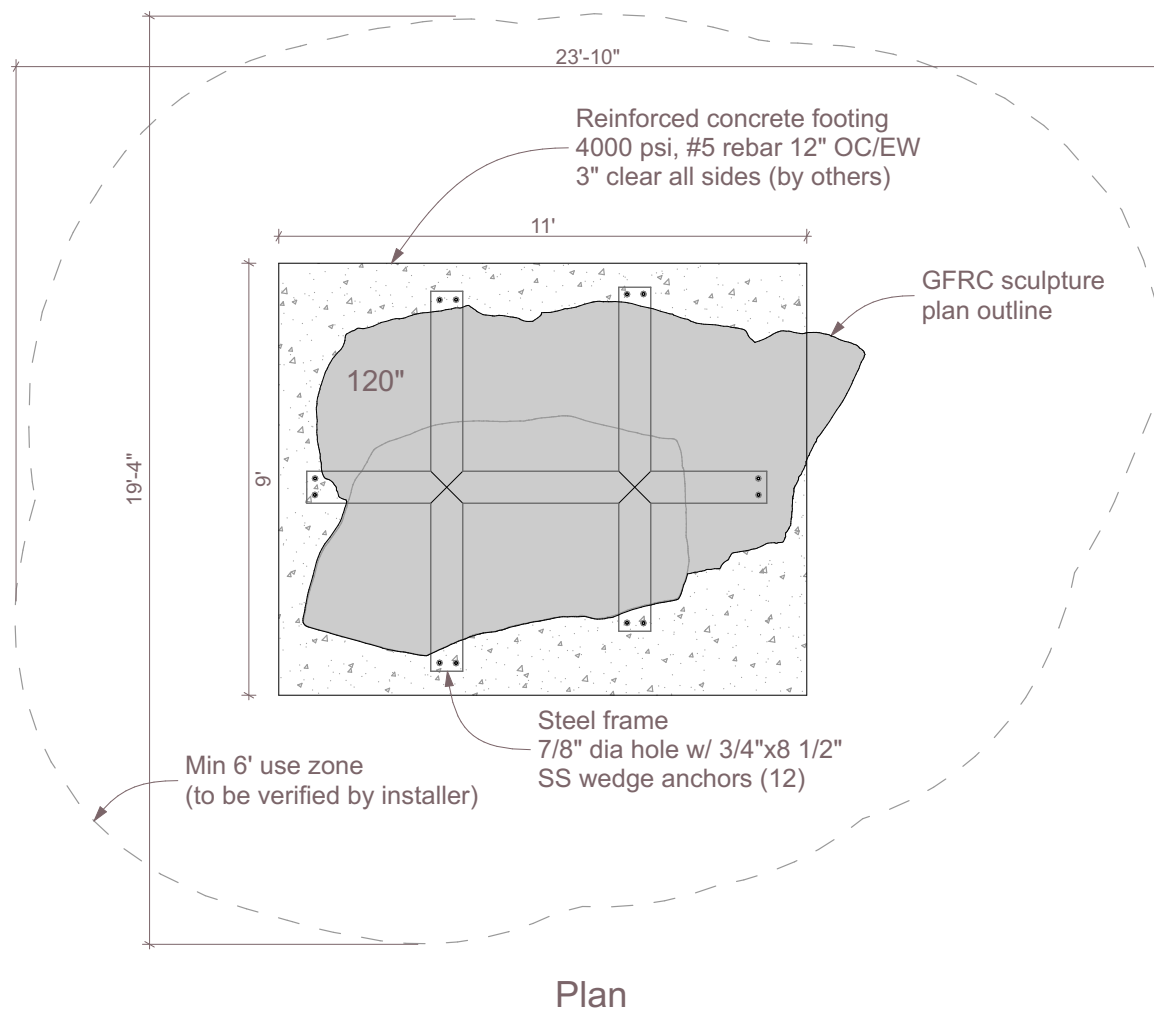 23'-10"
Reinforced concrete footing
4000 psi, #5 rebar 12" OC/EW
3" clear all sides (by others)
11'
GFRC sculpture
plan outline
120"
19'-4"
9'
Steel frame
7/8" dia hole w/ 3/4"x8 1/2"
SS wedge anchors (12)
Min 6' use zone
(to be verified by installer)
Plan